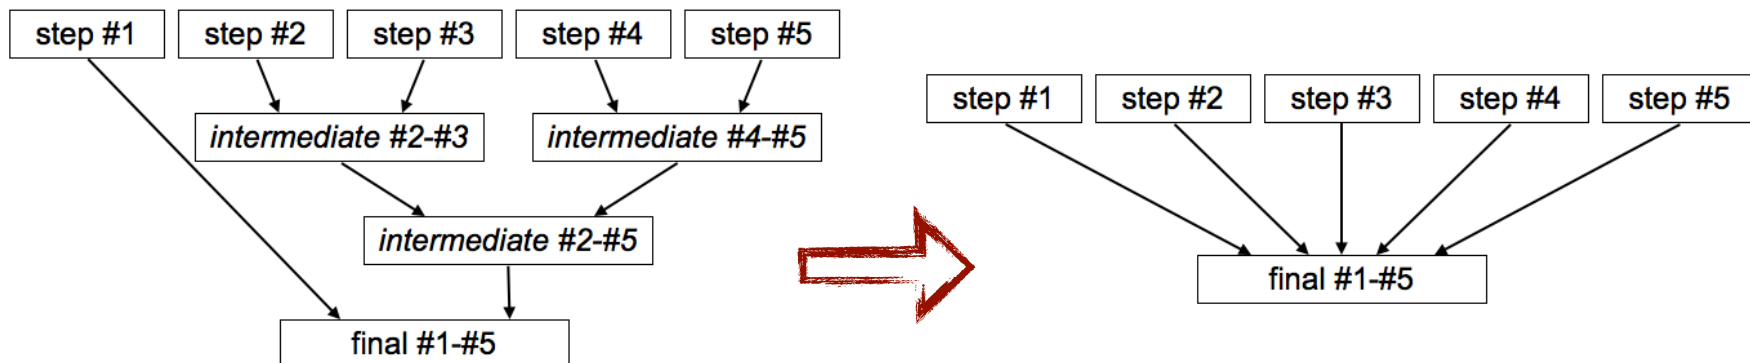 step #1
step #2
step #3
step #4
step #5
intermediate #2-#3
intermediate #4-#5
intermediate #2-#5
final #1-#5
step #1
step #2
step #3
step #4
step #5
final #1-#5